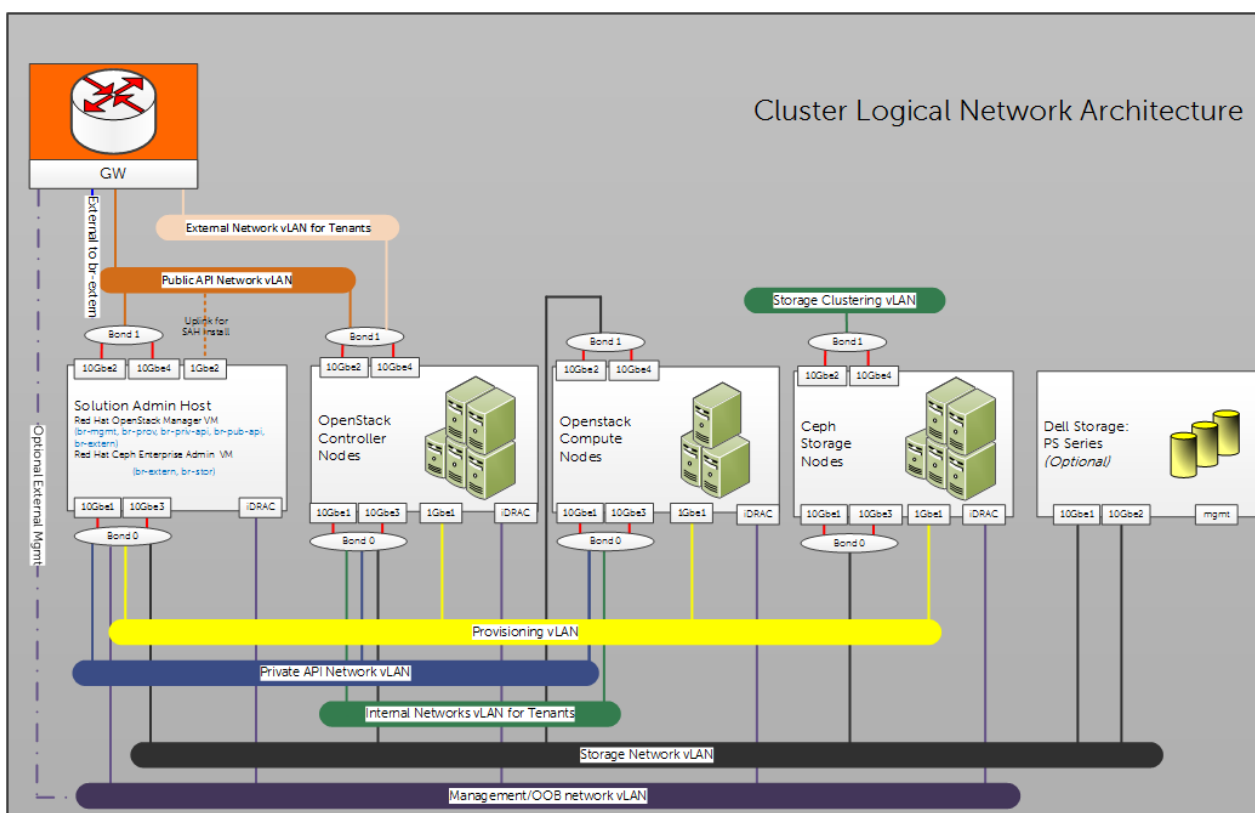 Cluster Logical Network Architecture
GW
External to br-extern
External Network vLAN for Tenants
Public API Network vLAN
Uplink for
SAH Install
Storage Clustering vLAN
Bond 1
Bond 1
Bond 1
Bond 1
10Gbe2
10Gbe4
1Gbe2
10Gbe2
10Gbe4
10Gbe2
10Gbe4
10Gbe2
10Gbe4
Solution Admin Host
Red Hat OpenStack Manager VM
(br-mgmt, br-prov, br-priv-api, br-pub-api,
br-extern)
Red Hat Ceph Enterprise Admin VM
(br-extern, br-stor)
OpenStack
Controller
Nodes
Openstack
Compute
Nodes
Ceph
Storage
Nodes
Dell Storage:
PS Series
(Optional)
Optional External Mgmt
10Gbe1
10Gbe3
iDRAC
10Gbe1
10Gbe3
1Gbe1
iDRAC
10Gbe1
10Gbe3
1Gbe1
iDRAC
10Gbe1
10Gbe3
1Gbe1
iDRAC
10Gbe1
10Gbe2
mgmt
Bond 0
Bond 0
Bond 0
Bond 0
Provisioning vLAN
Private API Network vLAN
Internal Networks vLAN for Tenants
Storage Network vLAN
Management/OOB network vLAN